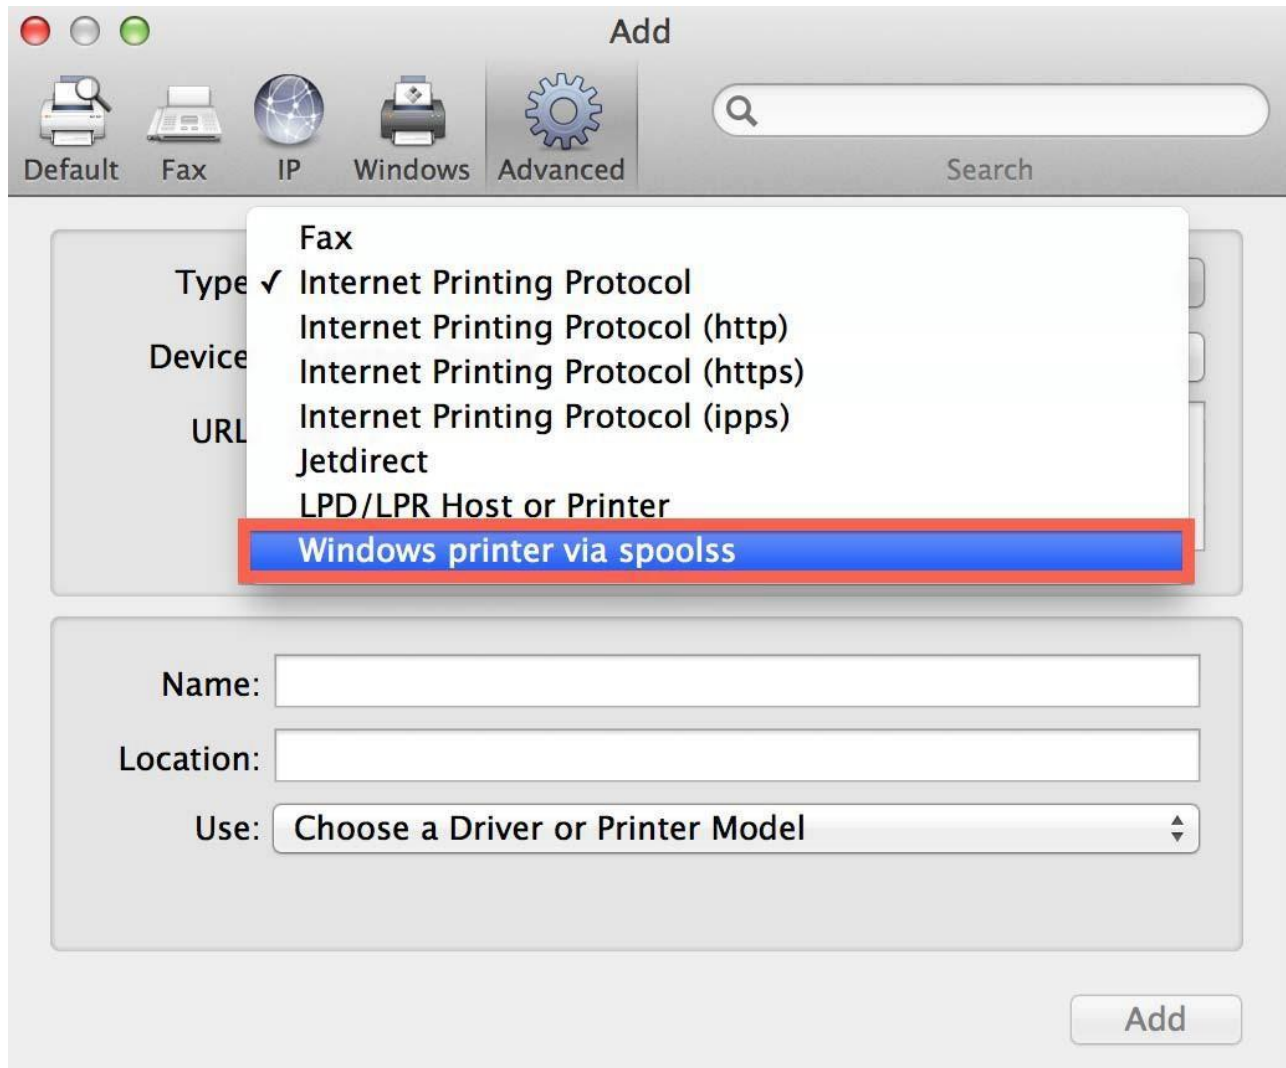 Add
Default Fax IP Windows Advanced Search
Fax
Type ✓ Internet Printing Protocol
Internet Printing Protocol (http)
Device Internet Printing Protocol (https)
URL Internet Printing Protocol (ipps)
Jetdirect
LPD/LPR Host or Printer
Windows printer via spoolss
Name:
Location:
Use: Choose a Driver or Printer Model
Add